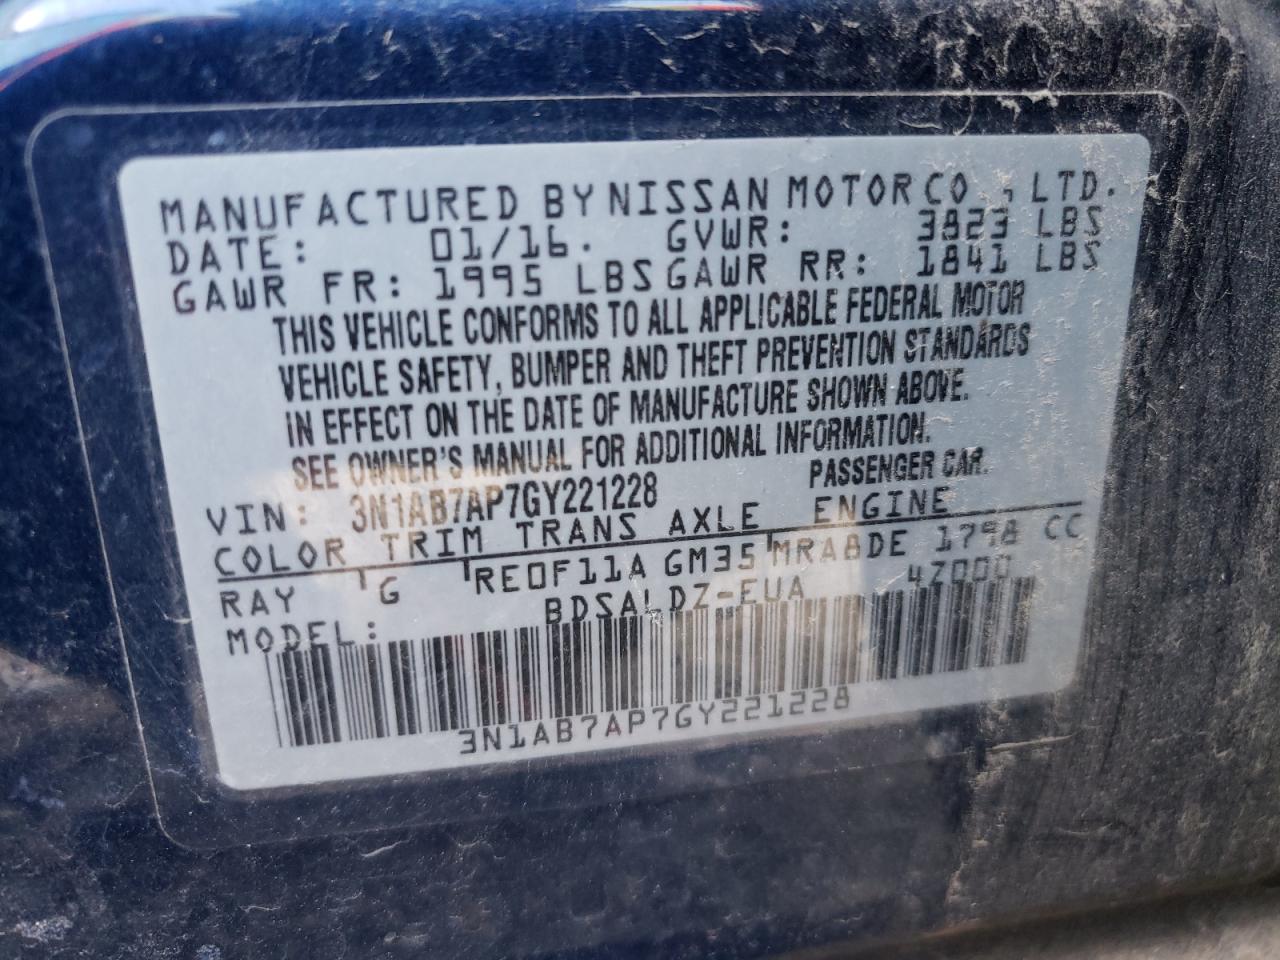 MANUFACTURED BY NISSAN MOTOR CO., LTD.
DATE: 01/16. GVWR: 3823 LBS
GAWR FR: 1995 LBS GAWR RR: 1841 LBS
THIS VEHICLE CONFORMS TO ALL APPLICABLE FEDERAL MOTOR
VEHICLE SAFETY, BUMPER AND THEFT PREVENTION STANDARDS
IN EFFECT ON THE DATE OF MANUFACTURE SHOWN ABOVE.
SEE OWNER'S MANUAL FOR ADDITIONAL INFORMATION.
VIN: 3N1AB7AP7GY221228 PASSENGER CAR.
COLOR TRIM TRANS AXLE ENGINE
RAY G RE0F11A GM35 MRA8DE 1798 CC
MODEL: BDSALDZ-EUA 4Z000
3N1AB7AP7GY221228